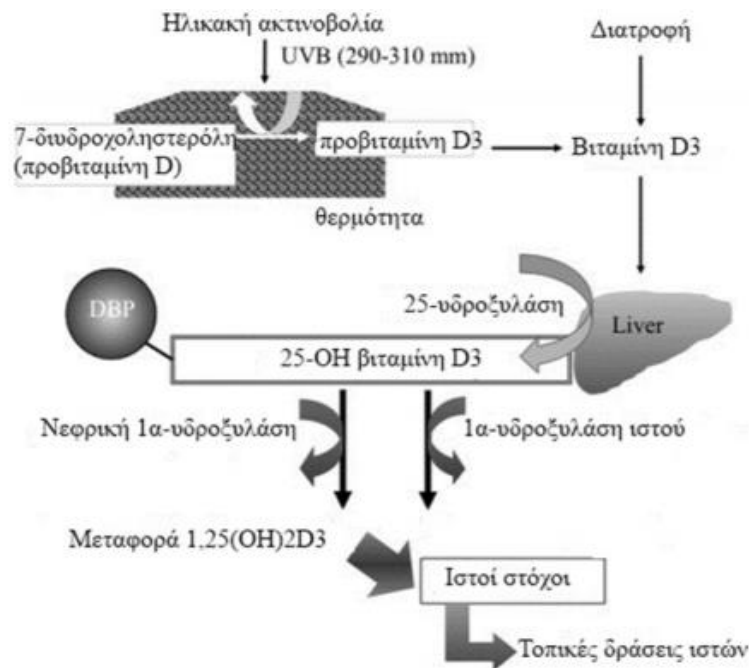 Ηλικακή ακτινοβολία
UVB (290-310 mm)
Διατροφή
7-διυδροχοληστερόλη
(προβιταμίνη D)
προβιταμίνη D3
Βιταμίνη D3
θερμότητα
25-υδροξυλάση
DBP
Liver
25-OH βιταμίνη D3
Νεφρική 1α-υδροξυλάση
1α-υδροξυλάση ιστού
Μεταφορά 1,25(OH)2D3
Ιστοί στόχοι
Τοπικές δράσεις ιστών